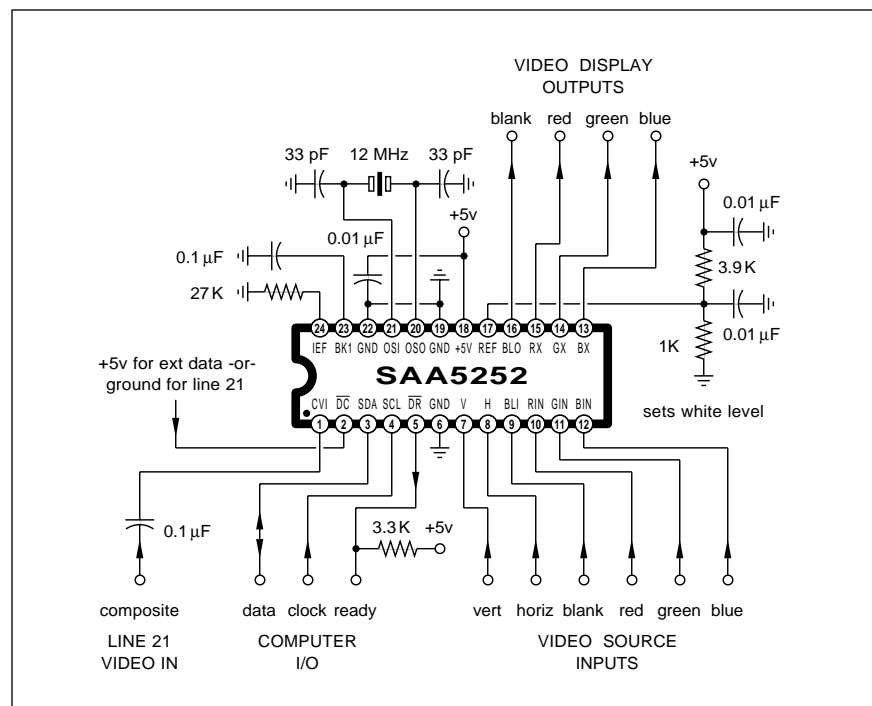 VIDEO DISPLAY
OUTPUTS
blank red green blue
33 pF 12 MHz 33 pF
+5v
+5v
0.01 µF
0.01 µF
0.1 µF
3.9 K
27 K
0.01 µF
1K
24 23 22 21 20 19 18 17 16 15 14 13
IEF BK1 GND OSI OSO GND +5V REF BLO RX GX BX
+5v for ext data -or-
ground for line 21
SAA5252
sets white level
CVI DC SDA SCL DR GND V H BLI RIN GIN BIN
1 2 3 4 5 6 7 8 9 10 11 12
0.1 µF
3.3 K +5v
composite data clock ready vert horiz blank red green blue
LINE 21
VIDEO IN
COMPUTER
I/O
VIDEO SOURCE
INPUTS